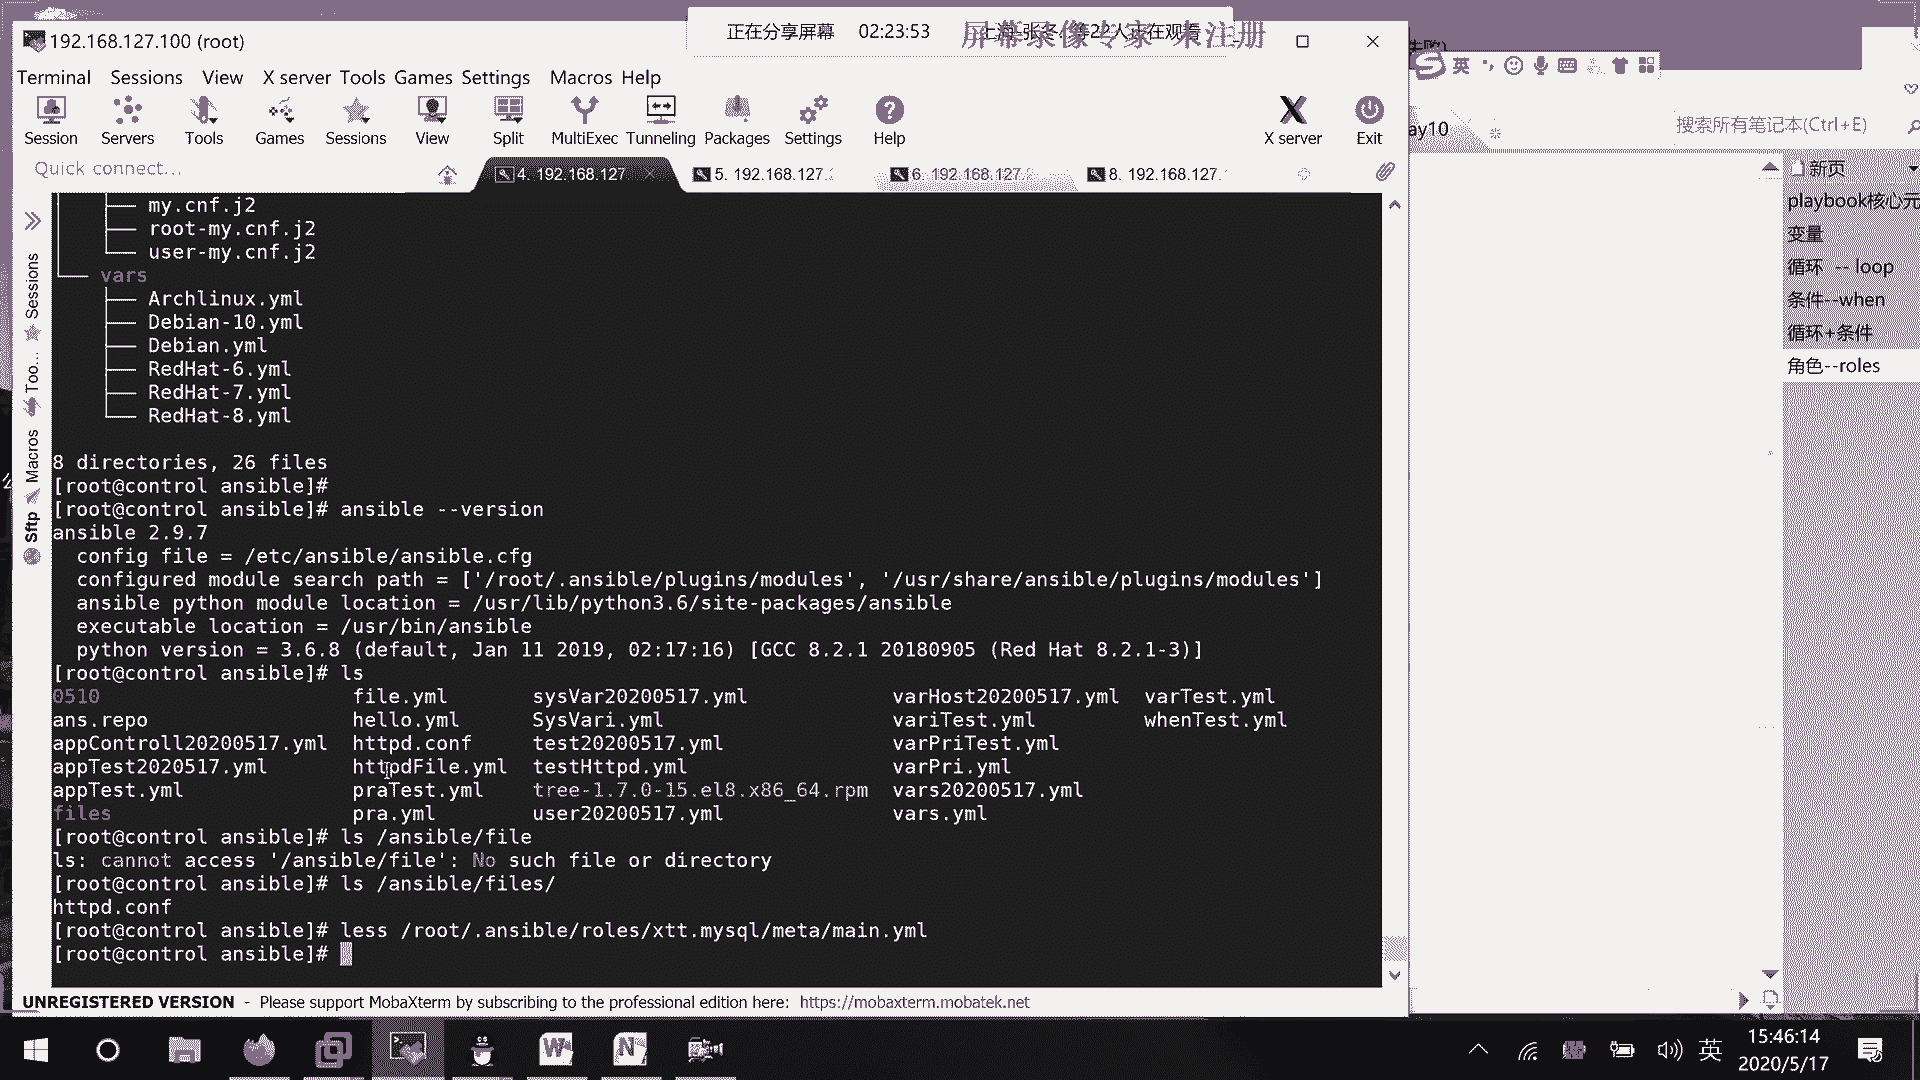 正在分享屏幕 02:23:53
屏幕录像专家 未注册
192.168.127.100 (root)
Terminal Sessions View X server Tools Games Settings Macros Help
Session Servers Tools Games Sessions View Split MultiExec Tunneling Packages Settings Help X server Exit
Quick connect...
4. 192.168.127 5. 192.168.127. 6. 192.168.127. 8. 192.168.127.
Sessions
Too...
Macros
Sftp
├── my.cnf.j2
├── root-my.cnf.j2
└── user-my.cnf.j2
└── vars
├── Archlinux.yml
├── Debian-10.yml
├── Debian.yml
├── RedHat-6.yml
├── RedHat-7.yml
└── RedHat-8.yml
8 directories, 26 files
[root@control ansible]#
[root@control ansible]# ansible --version
ansible 2.9.7
config file = /etc/ansible/ansible.cfg
configured module search path = ['/root/.ansible/plugins/modules', '/usr/share/ansible/plugins/modules']
ansible python module location = /usr/lib/python3.6/site-packages/ansible
executable location = /usr/bin/ansible
python version = 3.6.8 (default, Jan 11 2019, 02:17:16) [GCC 8.2.1 20180905 (Red Hat 8.2.1-3)]
[root@control ansible]# ls
0510 file.yml sysVar20200517.yml varHost20200517.yml varTest.yml
ans.repo hello.yml SysVari.yml variTest.yml whenTest.yml
appControll20200517.yml httpd.conf test20200517.yml varPriTest.yml
appTest2020517.yml httpdFile.yml testHttpd.yml varPri.yml
appTest.yml praTest.yml tree-1.7.0-15.el8.x86_64.rpm vars20200517.yml
files pra.yml user20200517.yml vars.yml
[root@control ansible]# ls /ansible/file
ls: cannot access '/ansible/file': No such file or directory
[root@control ansible]# ls /ansible/files/
httpd.conf
[root@control ansible]# less /root/.ansible/roles/xtt.mysql/meta/main.yml
[root@control ansible]#
UNREGISTERED VERSION - Please support MobaXterm by subscribing to the professional edition here: https://mobaxterm.mobatek.net
英
ay10
搜索所有笔记本(Ctrl+E)
新页
playbook核心元
变量
循环 -- loop
条件--when
循环+条件
角色--roles
英
15:46:14
2020/5/17